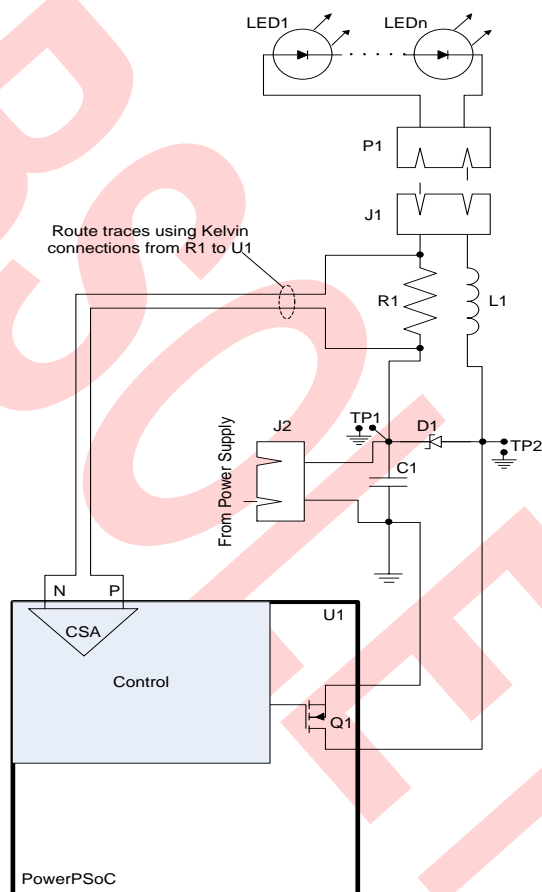 LED1
LEDn
P1
J1
Route traces using Kelvin
connections from R1 to U1
R1
L1
J2
TP1
D1
TP2
C1
From Power Supply
N
P
U1
CSA
Control
Q1
PowerPSoC